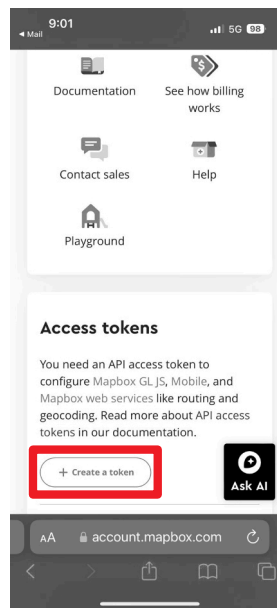 9:01
5G 98
◀ Mail
Documentation
See how billing
works
Contact sales
Help
Playground
Access tokens
You need an API access token to
configure Mapbox GL JS, Mobile, and
Mapbox web services like routing and
geocoding. Read more about API access
tokens in our documentation.
+ Create a token
Ask AI
AA account.mapbox.com